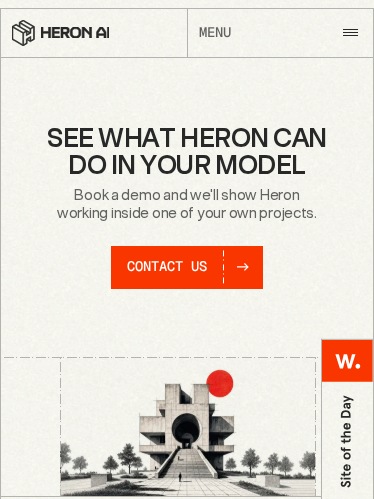 HERON AI
MENU
SEE WHAT HERON CAN
DO IN YOUR MODEL
Book a demo and we'll show Heron
working inside one of your own projects.
CONTACT US →
W.
Site of the Day